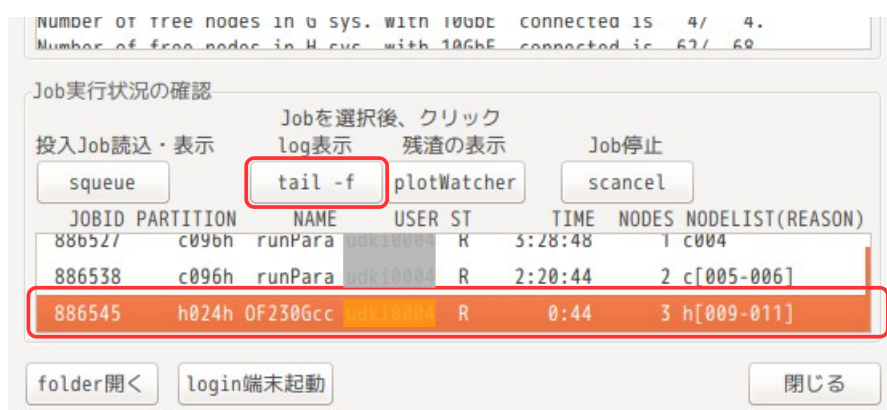 Number of free nodes in G sys. with 10GbE connected is 4/ 4.
Number of free nodes in H sys. with 10GbE connected is 62/ 68
Job実行状況の確認
Jobを選択後、クリック
投入Job読込・表示 log表示 残渣の表示 Job停止
squeue tail -f plotWatcher scancel
JOBID PARTITION NAME USER ST TIME NODES NODELIST(REASON)
886527 c096h runPara udki0004 R 3:28:48 1 c004
886538 c096h runPara udki0004 R 2:20:44 2 c[005-006]
886545 h024h OF230Gcc udki0004 R 0:44 3 h[009-011]
folder開く login端末起動 閉じる